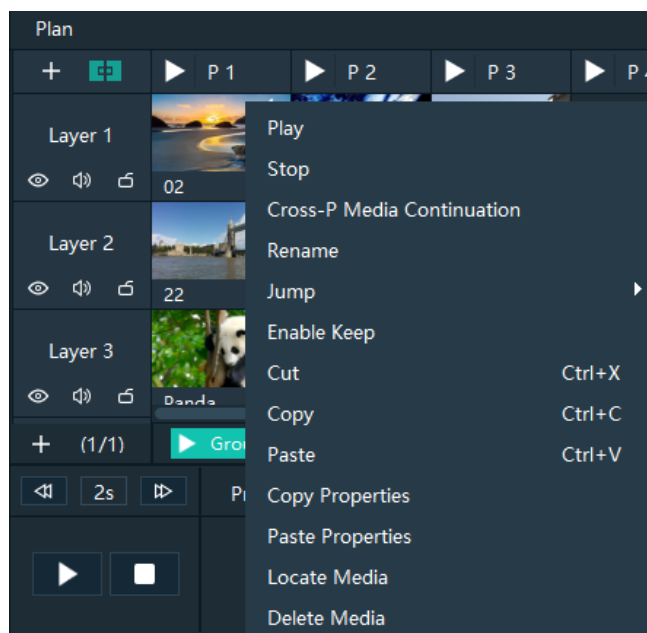 Plan
P 1 P 2 P 3 P
Layer 1
02
Layer 2
22
Layer 3
Panda
(1/1)
2s
Play
Stop
Cross-P Media Continuation
Rename
Jump
Enable Keep
Cut Ctrl+X
Copy Ctrl+C
Paste Ctrl+V
Copy Properties
Paste Properties
Locate Media
Delete Media